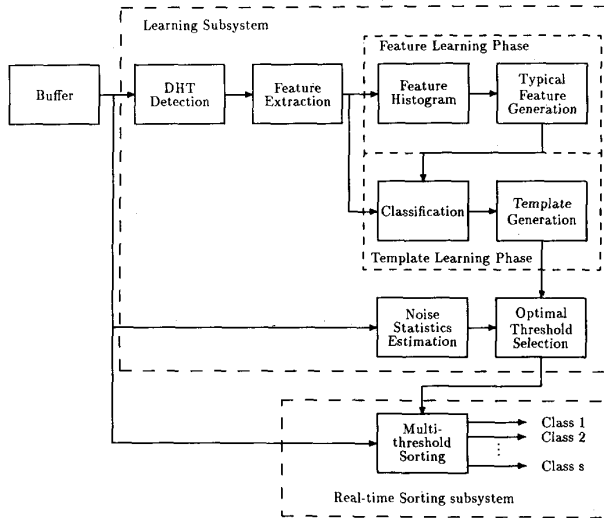 Learning Subsystem
Feature Learning Phase
Buffer
DHT
Detection
Feature
Extraction
Feature
Histogram
Typical
Feature
Generation
Classification
Template
Generation
Template Learning Phase
Noise
Statistics
Estimation
Optimal
Threshold
Selection
Multi-
threshold
Sorting
Class 1
Class 2
⋮
Class s
Real-time Sorting subsystem